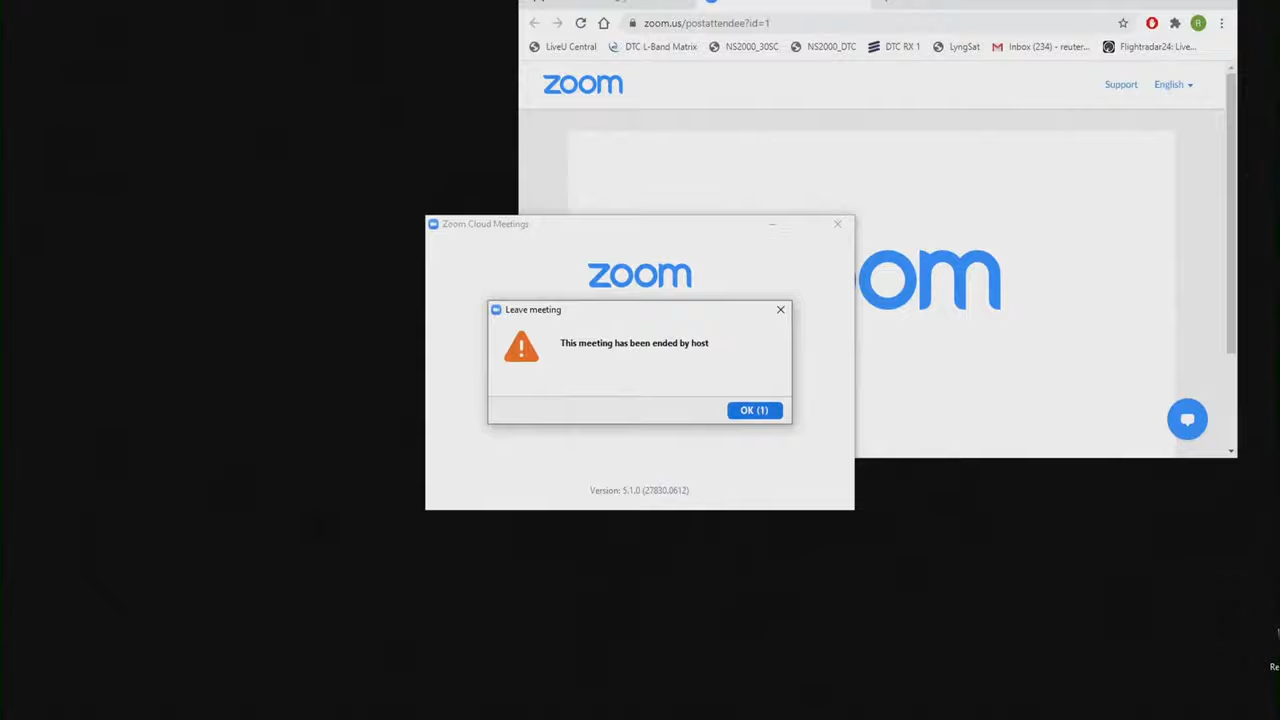 zoom.us/postattendee?id=1
R
LiveU Central
DTC L-Band Matrix
NS2000_30SC
NS2000_DTC
DTC RX 1
LyngSat
Inbox (234) - reuter...
Flightradar24: Live...
zoom
Support
English
Zoom Cloud Meetings
zoom
om
Leave meeting
This meeting has been ended by host
OK (1)
Version: 5.1.0 (27830.0612)
Re